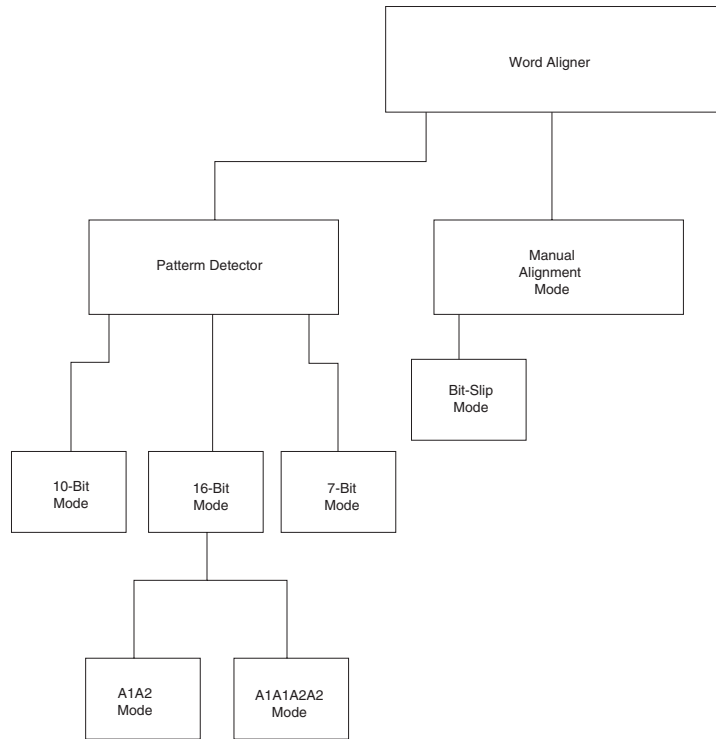 Word Aligner
Patterm Detector
Manual
Alignment
Mode
Bit-Slip
Mode
10-Bit
Mode
16-Bit
Mode
7-Bit
Mode
A1A2
Mode
A1A1A2A2
Mode